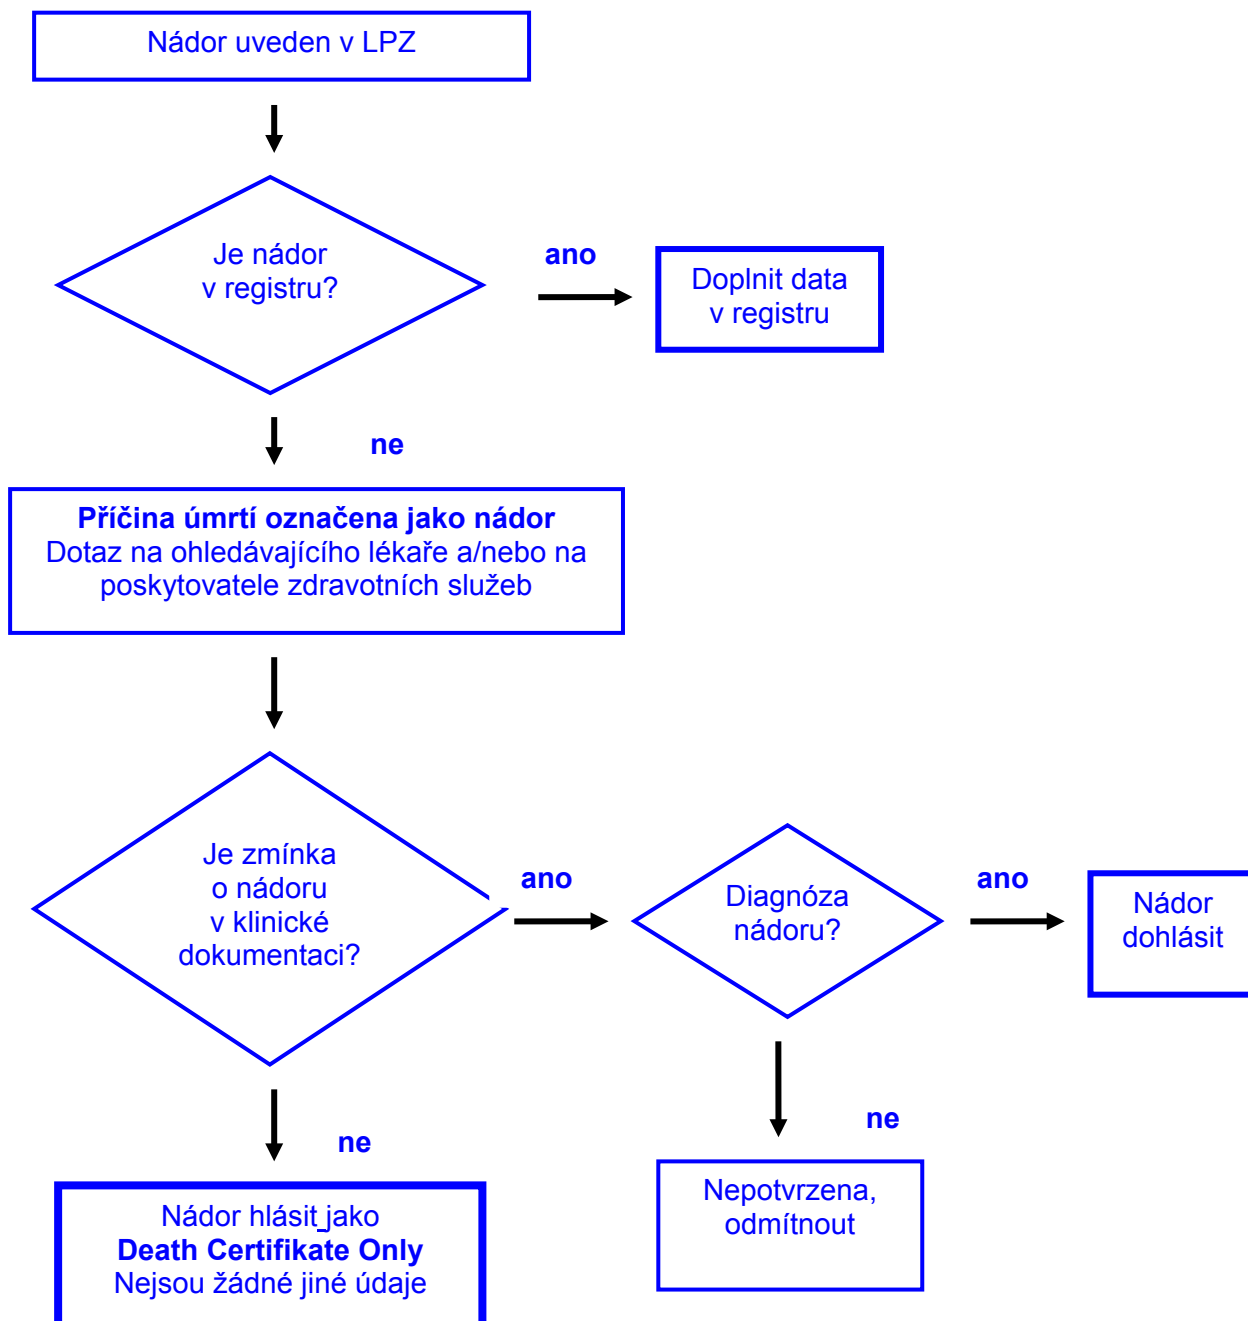 Nádor uveden v LPZ
Je nádor
v registru?
ano
Doplnit data
v registru
ne
Příčina úmrtí označena jako nádor
Dotaz na ohledávajícího lékaře a/nebo na
poskytovatele zdravotních služeb
Je zmínka
o nádoru
v klinické
dokumentaci?
ano
Diagnóza
nádoru?
ano
Nádor
dohlásit
ne
Nepotvrzena,
odmítnout
ne
Nádor hlásit jako
Death Certifikate Only
Nejsou žádné jiné údaje